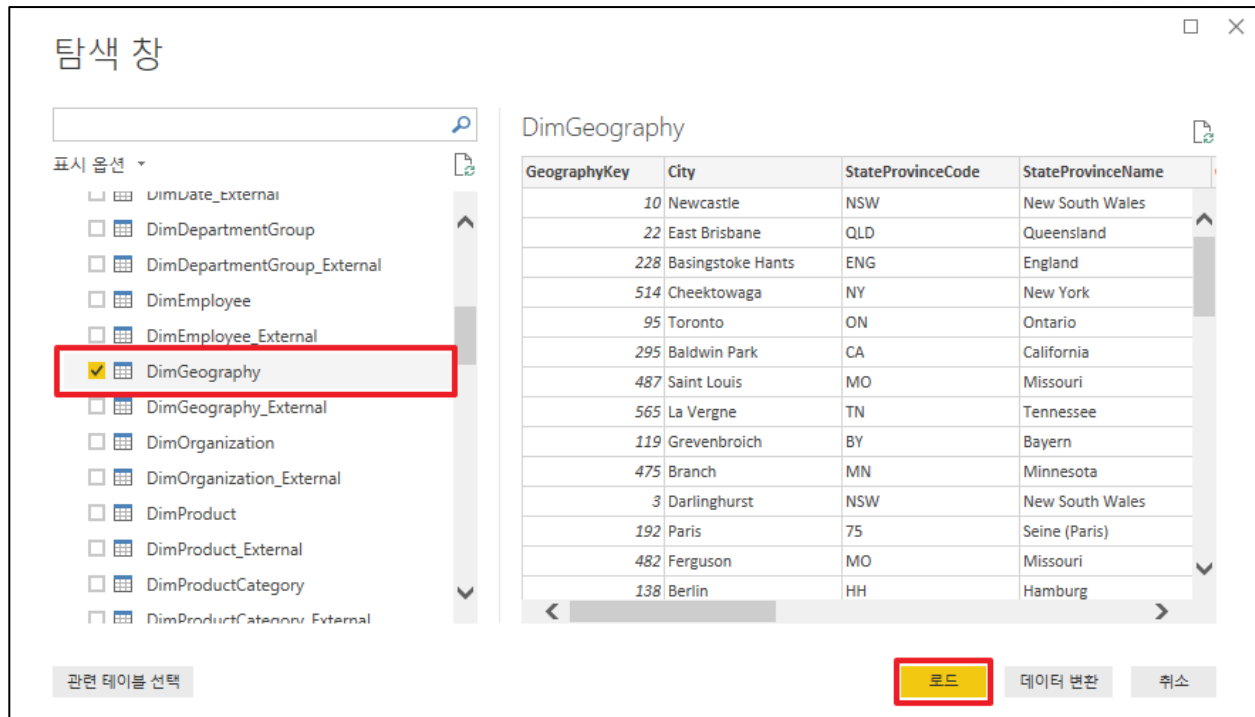 탐색 창
표시 옵션
DimDate_External
DimDepartmentGroup
DimDepartmentGroup_External
DimEmployee
DimEmployee_External
DimGeography
DimGeography_External
DimOrganization
DimOrganization_External
DimProduct
DimProduct_External
DimProductCategory
DimProductCategory_External
DimGeography
GeographyKey City StateProvinceCode StateProvinceName
10 Newcastle NSW New South Wales
22 East Brisbane QLD Queensland
228 Basingstoke Hants ENG England
514 Cheektowaga NY New York
95 Toronto ON Ontario
295 Baldwin Park CA California
487 Saint Louis MO Missouri
565 La Vergne TN Tennessee
119 Grevenbroich BY Bayern
475 Branch MN Minnesota
3 Darlinghurst NSW New South Wales
192 Paris 75 Seine (Paris)
482 Ferguson MO Missouri
138 Berlin HH Hamburg
관련 테이블 선택 로드 데이터 변환 취소